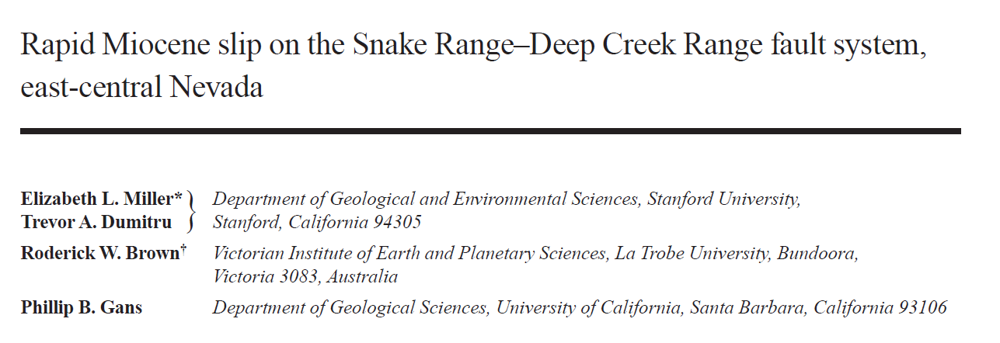 Rapid Miocene slip on the Snake Range–Deep Creek Range fault system,
east-central Nevada
Elizabeth L. Miller* } Department of Geological and Environmental Sciences, Stanford University,
Trevor A. Dumitru } Stanford, California 94305
Roderick W. Brown† Victorian Institute of Earth and Planetary Sciences, La Trobe University, Bundoora,
Victoria 3083, Australia
Phillip B. Gans Department of Geological Sciences, University of California, Santa Barbara, California 93106